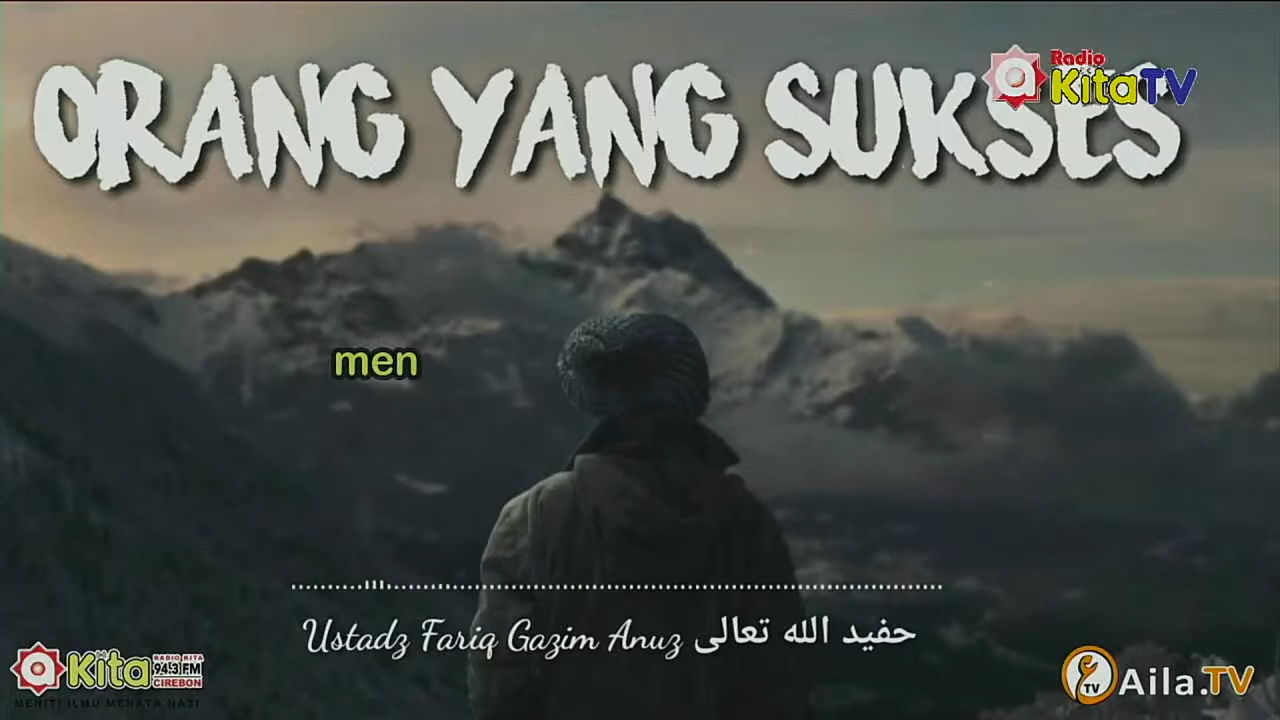 ORANG YANG SUKSES
Radio
KitaTV
men
Ustadz Fariq Gazim Anuz حفيد الله تعالى
Kita
RADIO KITA
94.3 FM
CIREBON
MENITI ILMU MENATA HATI
TV
Aila.TV